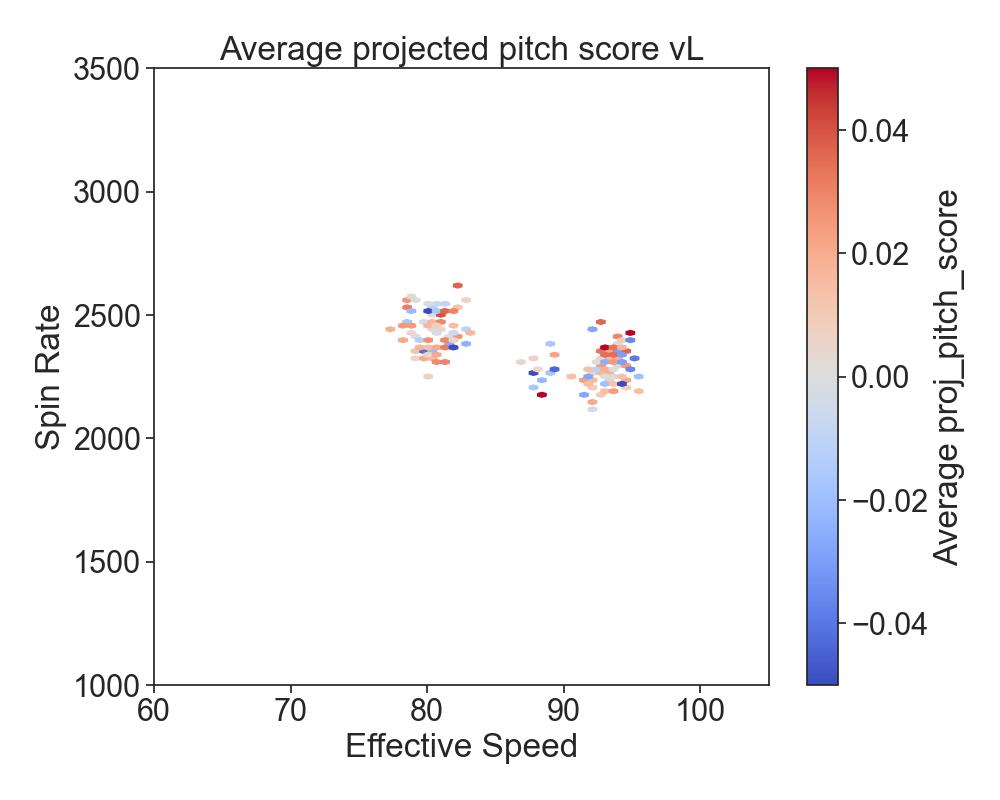 Average projected pitch score vL
3500
3000
2500
2000
1500
1000
Spin Rate
60 70 80 90 100
Effective Speed
0.04
0.02
0.00
−0.02
−0.04
Average proj_pitch_score